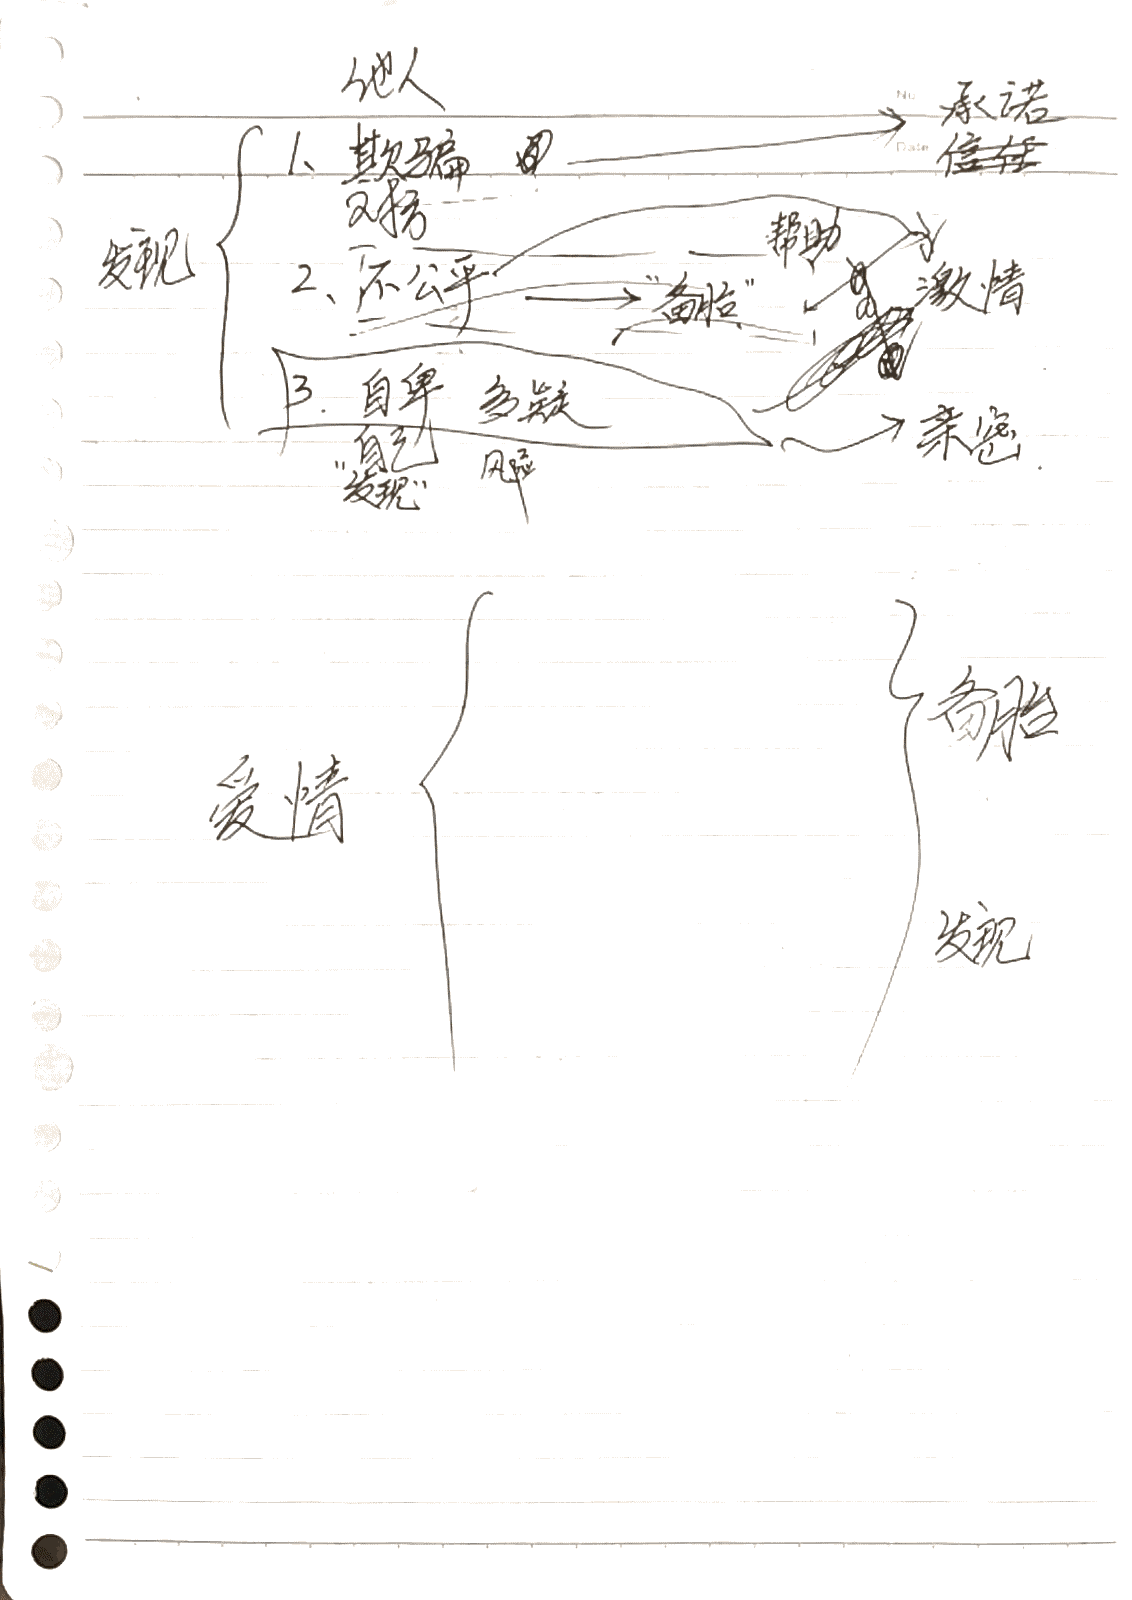 他人
No
承诺
1、欺骗
Date
信任
发现
2、不公平
"备胎"
帮助
激情
3. 自卑 多疑
亲密
自己
风险
"发现"
备胎
爱情
发现